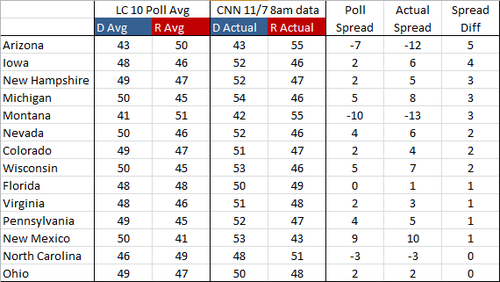 LC 10 Poll Avg CNN 11/7 8am data Poll Actual Spread
D Avg R Avg D Actual R Actual Spread Spread Diff
Arizona 43 50 43 55 -7 -12 5
Iowa 48 46 52 46 2 6 4
New Hampshire 49 47 52 47 2 5 3
Michigan 50 45 54 46 5 8 3
Montana 41 51 42 55 -10 -13 3
Nevada 50 46 52 46 4 6 2
Colorado 49 47 51 47 2 4 2
Wisconsin 50 45 53 46 5 7 2
Florida 48 48 50 49 0 1 1
Virginia 48 46 51 48 2 3 1
Pennsylvania 49 45 52 47 4 5 1
New Mexico 50 41 53 43 9 10 1
North Carolina 46 49 48 51 -3 -3 0
Ohio 49 47 50 48 2 2 0